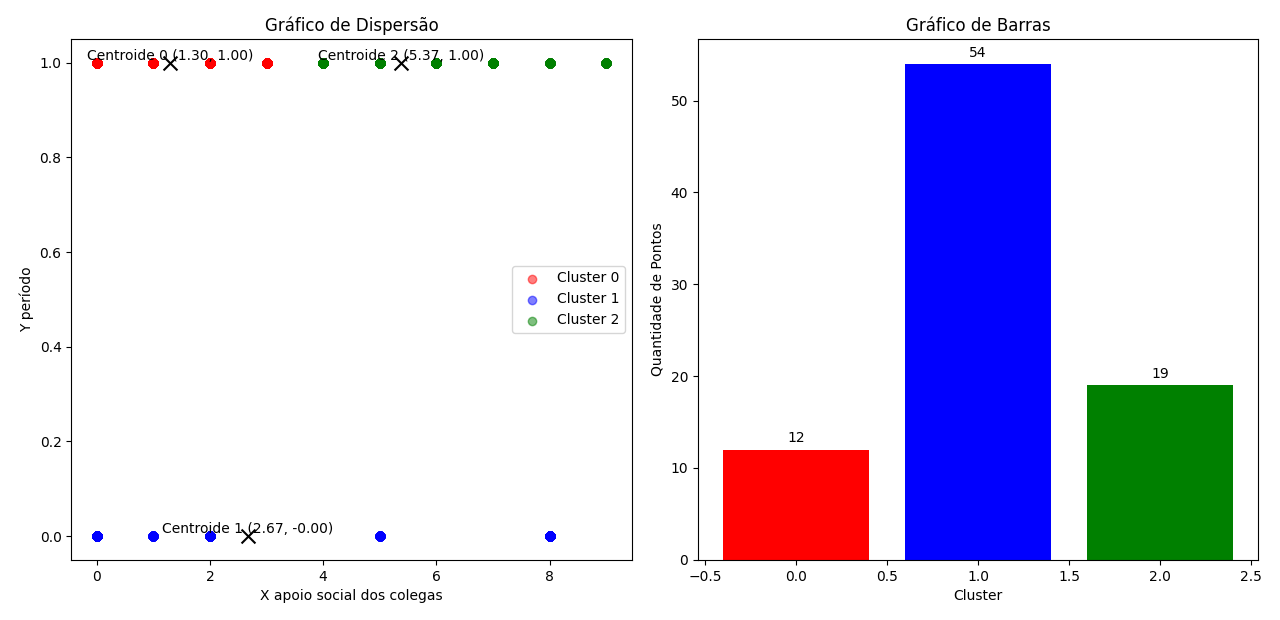 Gráfico de Dispersão
Centroide 0 (1.30, 1.00)
Centroide 2 (5.37, 1.00)
1.0
0.8
0.6
0.4
0.2
0.0
Y período
Cluster 0
Cluster 1
Cluster 2
Centroide 1 (2.67, -0.00)
0
2
4
6
8
X apoio social dos colegas
Gráfico de Barras
54
19
12
50
40
30
20
10
0
Quantidade de Pontos
−0.5
0.0
0.5
1.0
1.5
2.0
2.5
Cluster